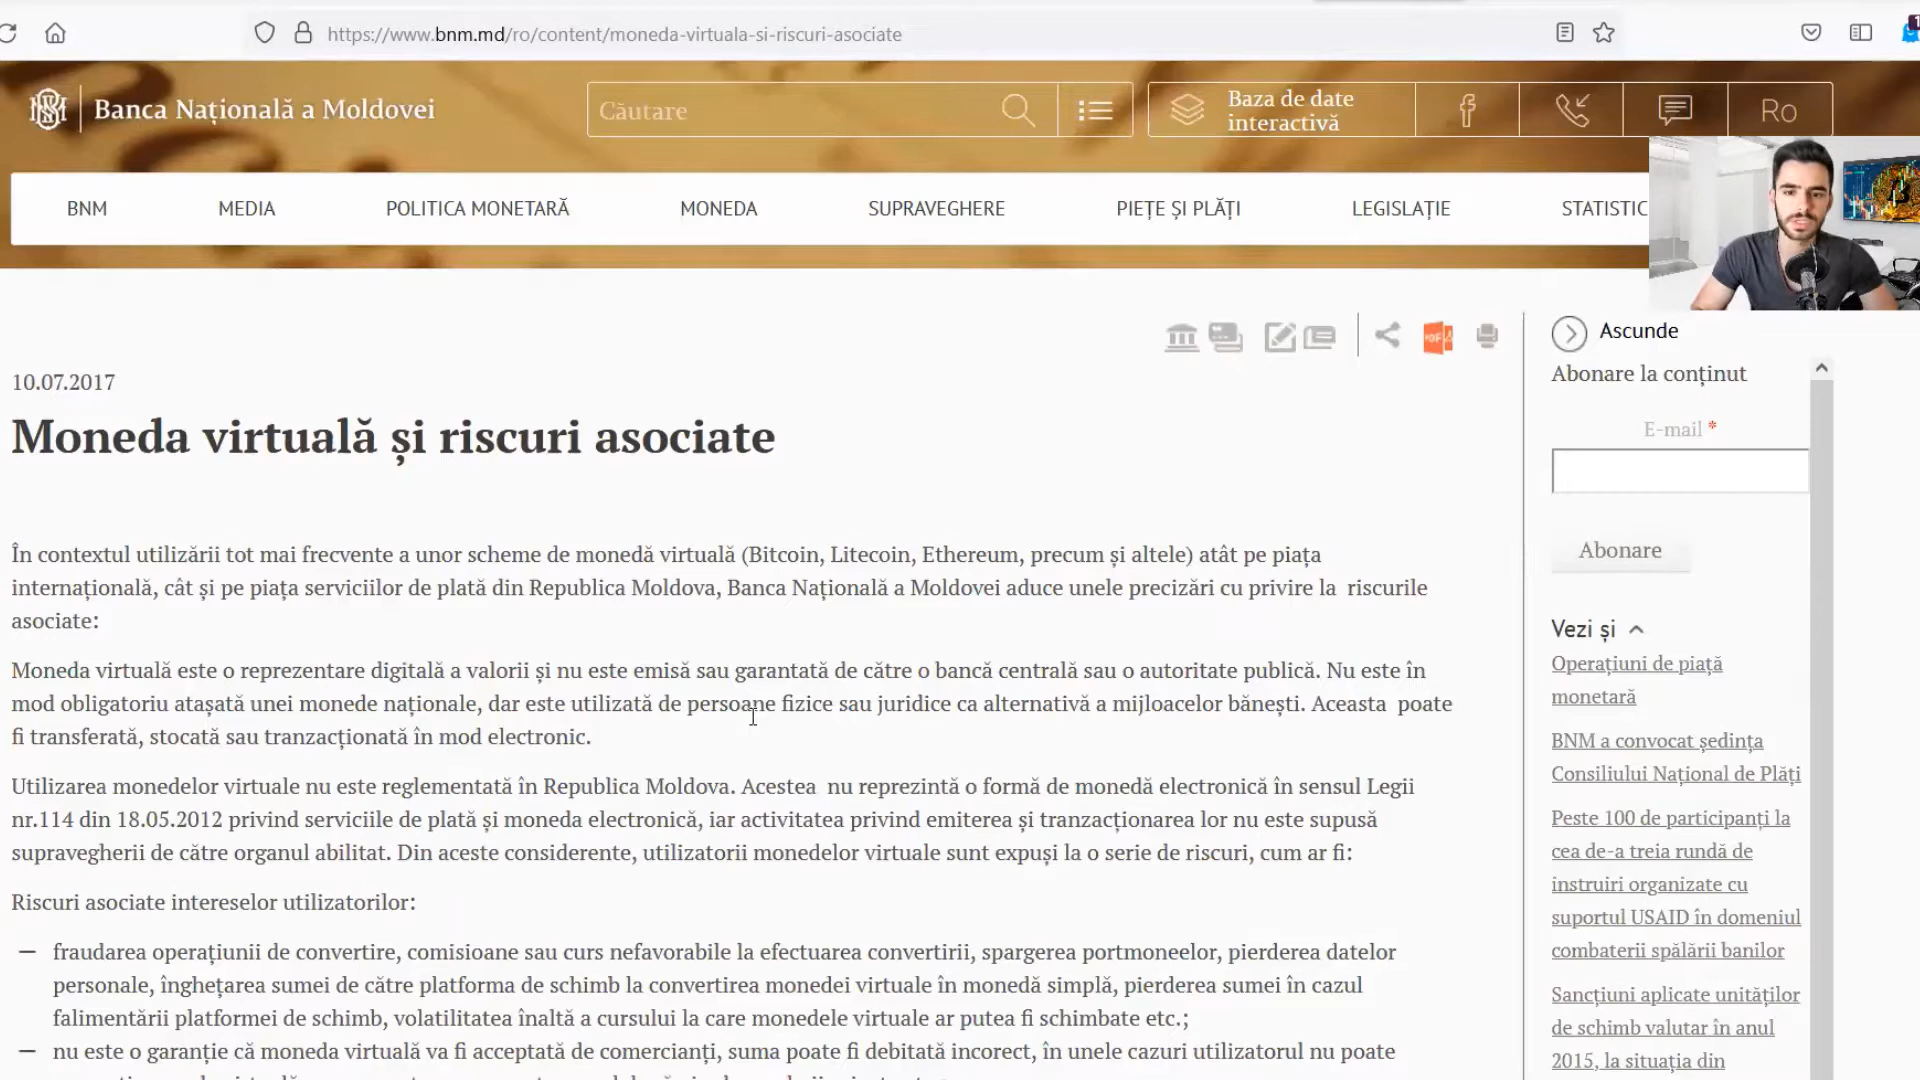 https://www.bnm.md/ro/content/moneda-virtuala-si-riscuri-asociate
Banca Națională a Moldovei
Căutare
Baza de date
interactivă
Ro
BNM MEDIA POLITICA MONETARĂ MONEDA SUPRAVEGHERE PIEȚE ȘI PLĂȚI LEGISLAȚIE STATISTIC
PDF
10.07.2017
Moneda virtuală și riscuri asociate
În contextul utilizării tot mai frecvente a unor scheme de monedă virtuală (Bitcoin, Litecoin, Ethereum, precum și altele) atât pe piața
internațională, cât și pe piața serviciilor de plată din Republica Moldova, Banca Națională a Moldovei aduce unele precizări cu privire la riscurile
asociate:
Moneda virtuală este o reprezentare digitală a valorii și nu este emisă sau garantată de către o bancă centrală sau o autoritate publică. Nu este în
mod obligatoriu atașată unei monede naționale, dar este utilizată de persoane fizice sau juridice ca alternativă a mijloacelor bănești. Aceasta poate
fi transferată, stocată sau tranzacționată în mod electronic.
Utilizarea monedelor virtuale nu este reglementată în Republica Moldova. Acestea nu reprezintă o formă de monedă electronică în sensul Legii
nr.114 din 18.05.2012 privind serviciile de plată și moneda electronică, iar activitatea privind emiterea și tranzacționarea lor nu este supusă
supravegherii de către organul abilitat. Din aceste considerente, utilizatorii monedelor virtuale sunt expuși la o serie de riscuri, cum ar fi:
Riscuri asociate intereselor utilizatorilor:
— fraudarea operațiunii de convertire, comisioane sau curs nefavorabile la efectuarea convertirii, spargerea portmoneelor, pierderea datelor
personale, înghețarea sumei de către platforma de schimb la convertirea monedei virtuale în monedă simplă, pierderea sumei în cazul
falimentării platformei de schimb, volatilitatea înaltă a cursului la care monedele virtuale ar putea fi schimbate etc.;
— nu este o garanție că moneda virtuală va fi acceptată de comercianți, suma poate fi debitată incorect, în unele cazuri utilizatorul nu poate
Ascunde
Abonare la conținut
E-mail *
Abonare
Vezi și
Operațiuni de piață
monetară
BNM a convocat ședința
Consiliului Național de Plăți
Peste 100 de participanți la
cea de-a treia rundă de
instruiri organizate cu
suportul USAID în domeniul
combaterii spălării banilor
Sancțiuni aplicate unităților
de schimb valutar în anul
2015, la situația din